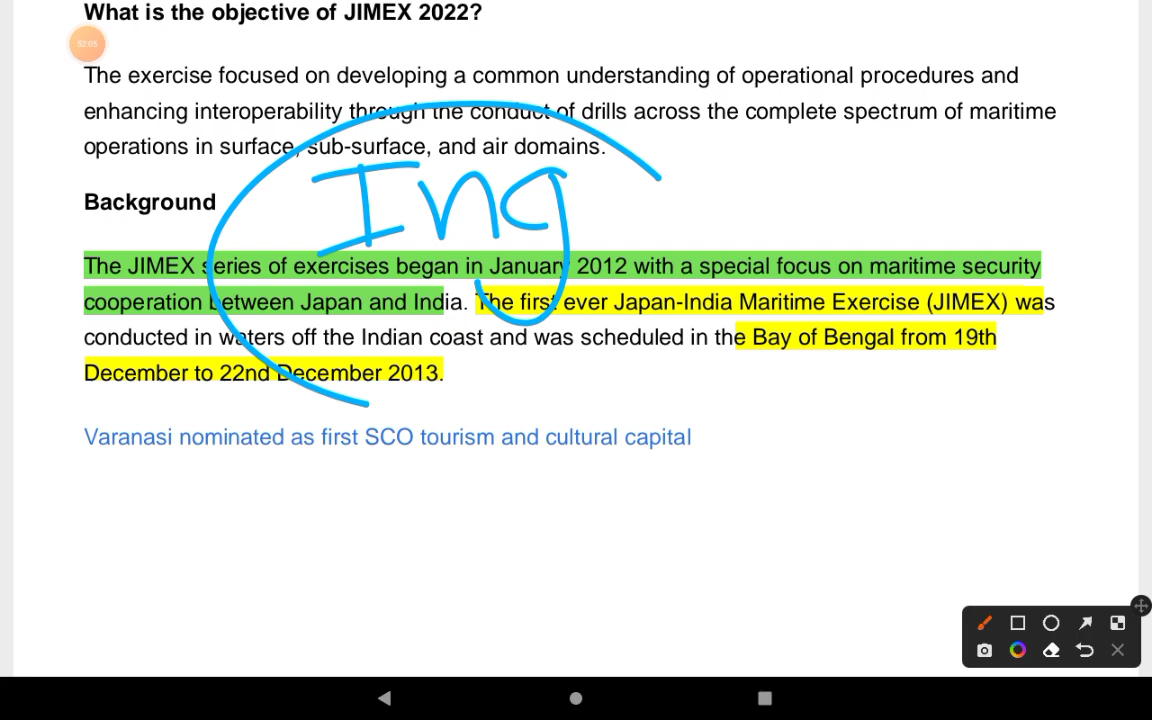 What is the objective of JIMEX 2022?
52:05
The exercise focused on developing a common understanding of operational procedures and
enhancing interoperability through the conduct of drills across the complete spectrum of maritime
operations in surface, sub-surface, and air domains.
Ing
Background
The JIMEX series of exercises began in January 2012 with a special focus on maritime security
cooperation between Japan and India. The first ever Japan-India Maritime Exercise (JIMEX) was
conducted in waters off the Indian coast and was scheduled in the Bay of Bengal from 19th
December to 22nd December 2013.
Varanasi nominated as first SCO tourism and cultural capital